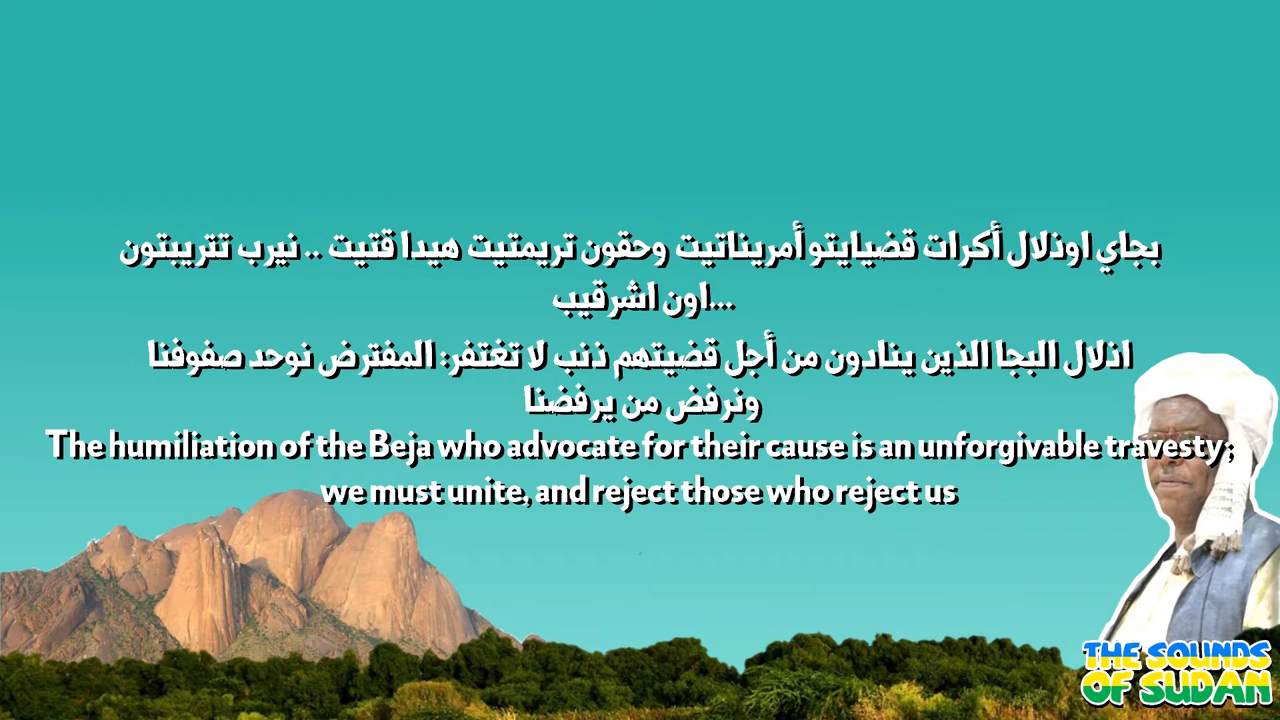 بجاي اونلال أكرات قضيايتو أمريناتيت وحقون تريمتيت هيدا قتيت .. نيرب تتريبتون
اون اشرقيب...
اذلال البجا الذين ينادون من أجل قضيتهم ذنب لا تغتفر: المفترض نوحد صفوفنا
ونرفض من يرفضنا
The humiliation of the Beja who advocate for their cause is an unforgivable travesty;
we must unite, and reject those who reject us
THE SOUNDS
OF SUDAN